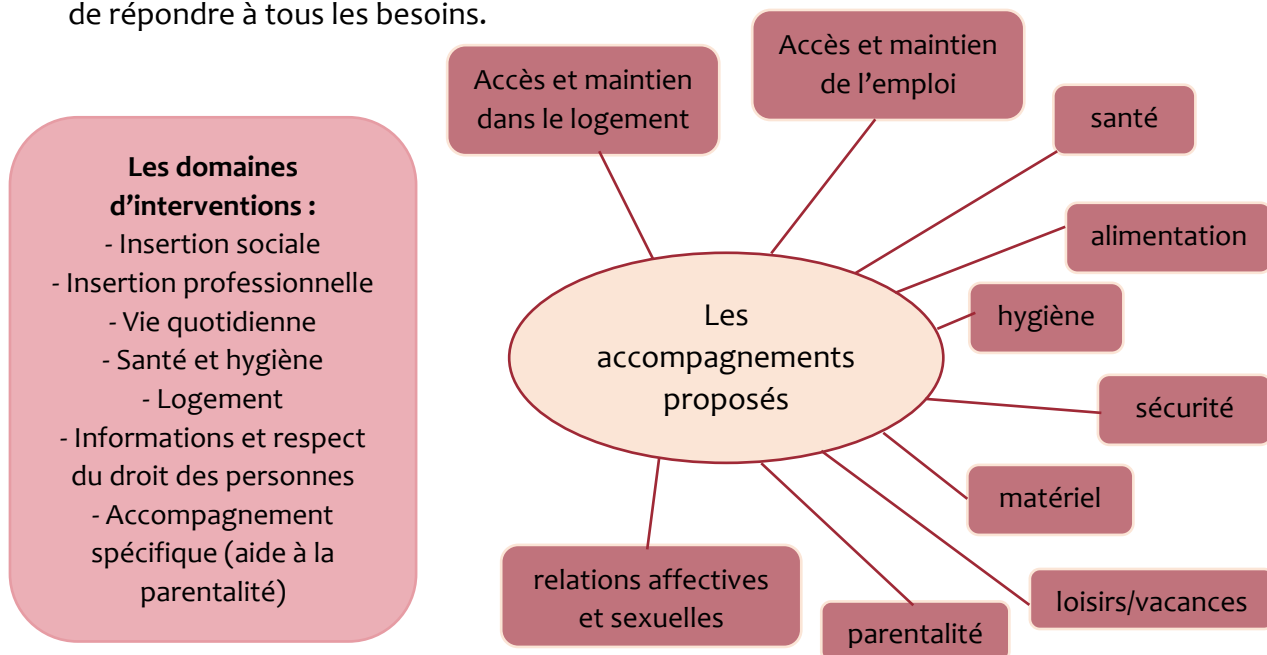 de répondre à tous les besoins.
Les domaines
d’interventions :
- Insertion sociale
- Insertion professionnelle
- Vie quotidienne
- Santé et hygiène
- Logement
- Informations et respect
du droit des personnes
- Accompagnement
spécifique (aide à la
parentalité)
Accès et maintien
dans le logement
Accès et maintien
de l’emploi
santé
alimentation
hygiène
sécurité
matériel
loisirs/vacances
parentalité
relations affectives
et sexuelles
Les
accompagnements
proposés